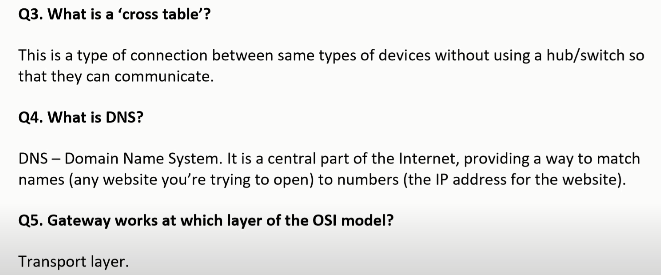 Q3. What is a ‘cross table’?
This is a type of connection between same types of devices without using a hub/switch so
that they can communicate.
Q4. What is DNS?
DNS – Domain Name System. It is a central part of the Internet, providing a way to match
names (any website you’re trying to open) to numbers (the IP address for the website).
Q5. Gateway works at which layer of the OSI model?
Transport layer.